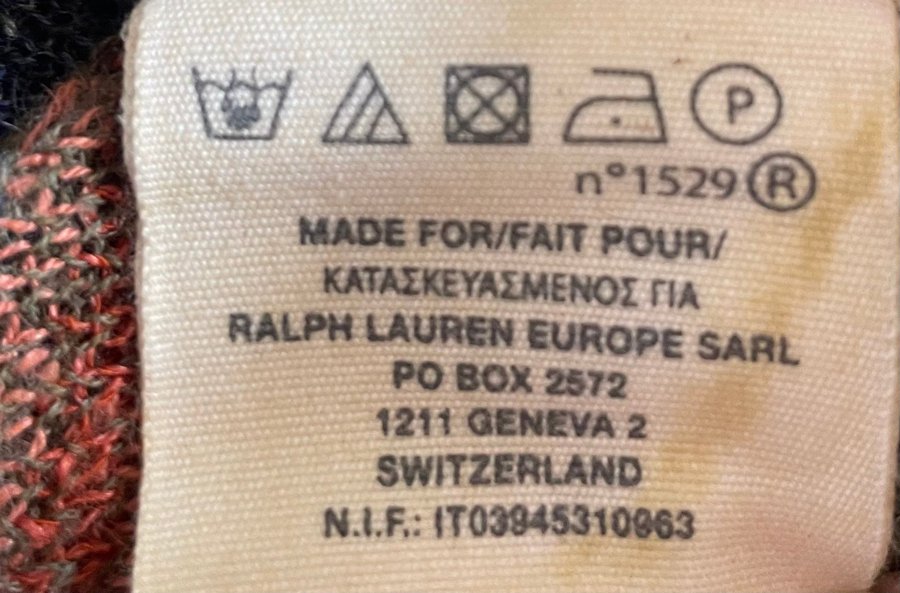 P
n°1529 ®
MADE FOR/FAIT POUR/
ΚΑΤΑΣΚΕΥΑΣΜΕΝΟΣ ΓΙΑ
RALPH LAUREN EUROPE SARL
PO BOX 2572
1211 GENEVA 2
SWITZERLAND
N.I.F.: IT03945310963